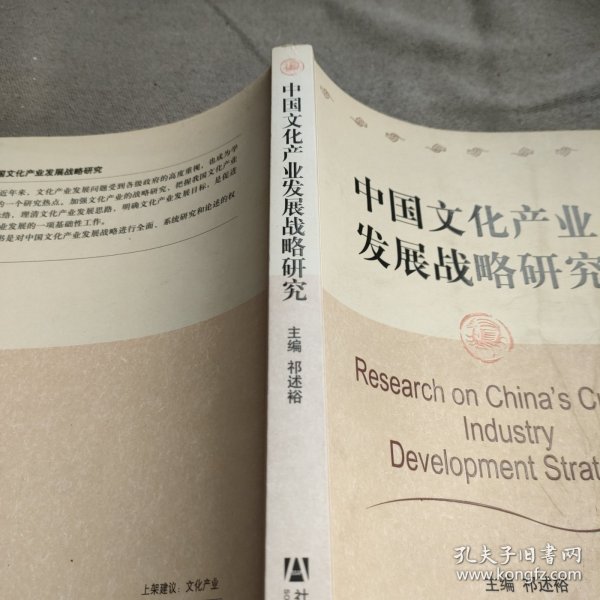 国文化产业发展战略研究
近年来，文化产业发展问题受到各级政府的高度重视，也成为学
的一个研究热点。加强文化产业的战略研究、把握我国文化产业
脉络、理清文化产业发展思路，明确文化产业发展目标，是促进
业发展的一项基础性工作。
书是对中国文化产业发展战略进行全面、系统研究和论述的权
上架建议：文化产业
中国文化产业发展战略研究
主编 祁述裕
社
中国文化产业
发展战略研究
Research on China's Cu
Industry
Development Strat
主编 祁述裕
孔夫子旧书网
www.kongfz.com